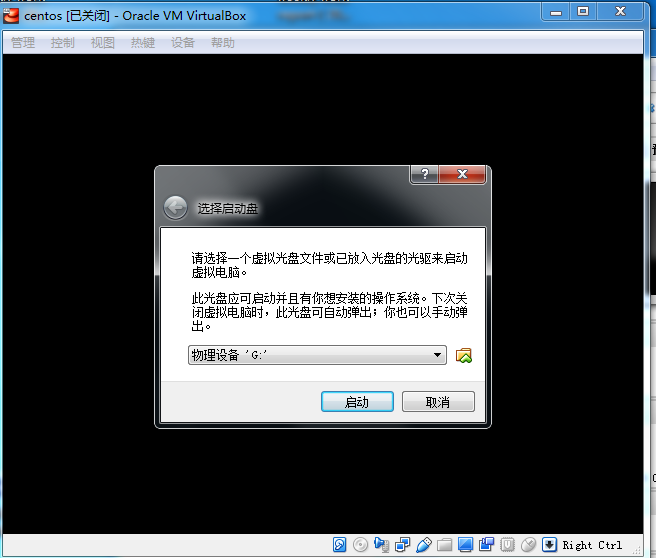 centos [已关闭] - Oracle VM VirtualBox
管理 控制 视图 热键 设备 帮助
选择启动盘
请选择一个虚拟光盘文件或已放入光盘的光驱来启动
虚拟电脑。
此光盘应可启动并且有你想安装的操作系统。下次关
闭虚拟电脑时，此光盘可自动弹出；你也可以手动弹
出。
物理设备 'G:'
启动 取消
Right Ctrl